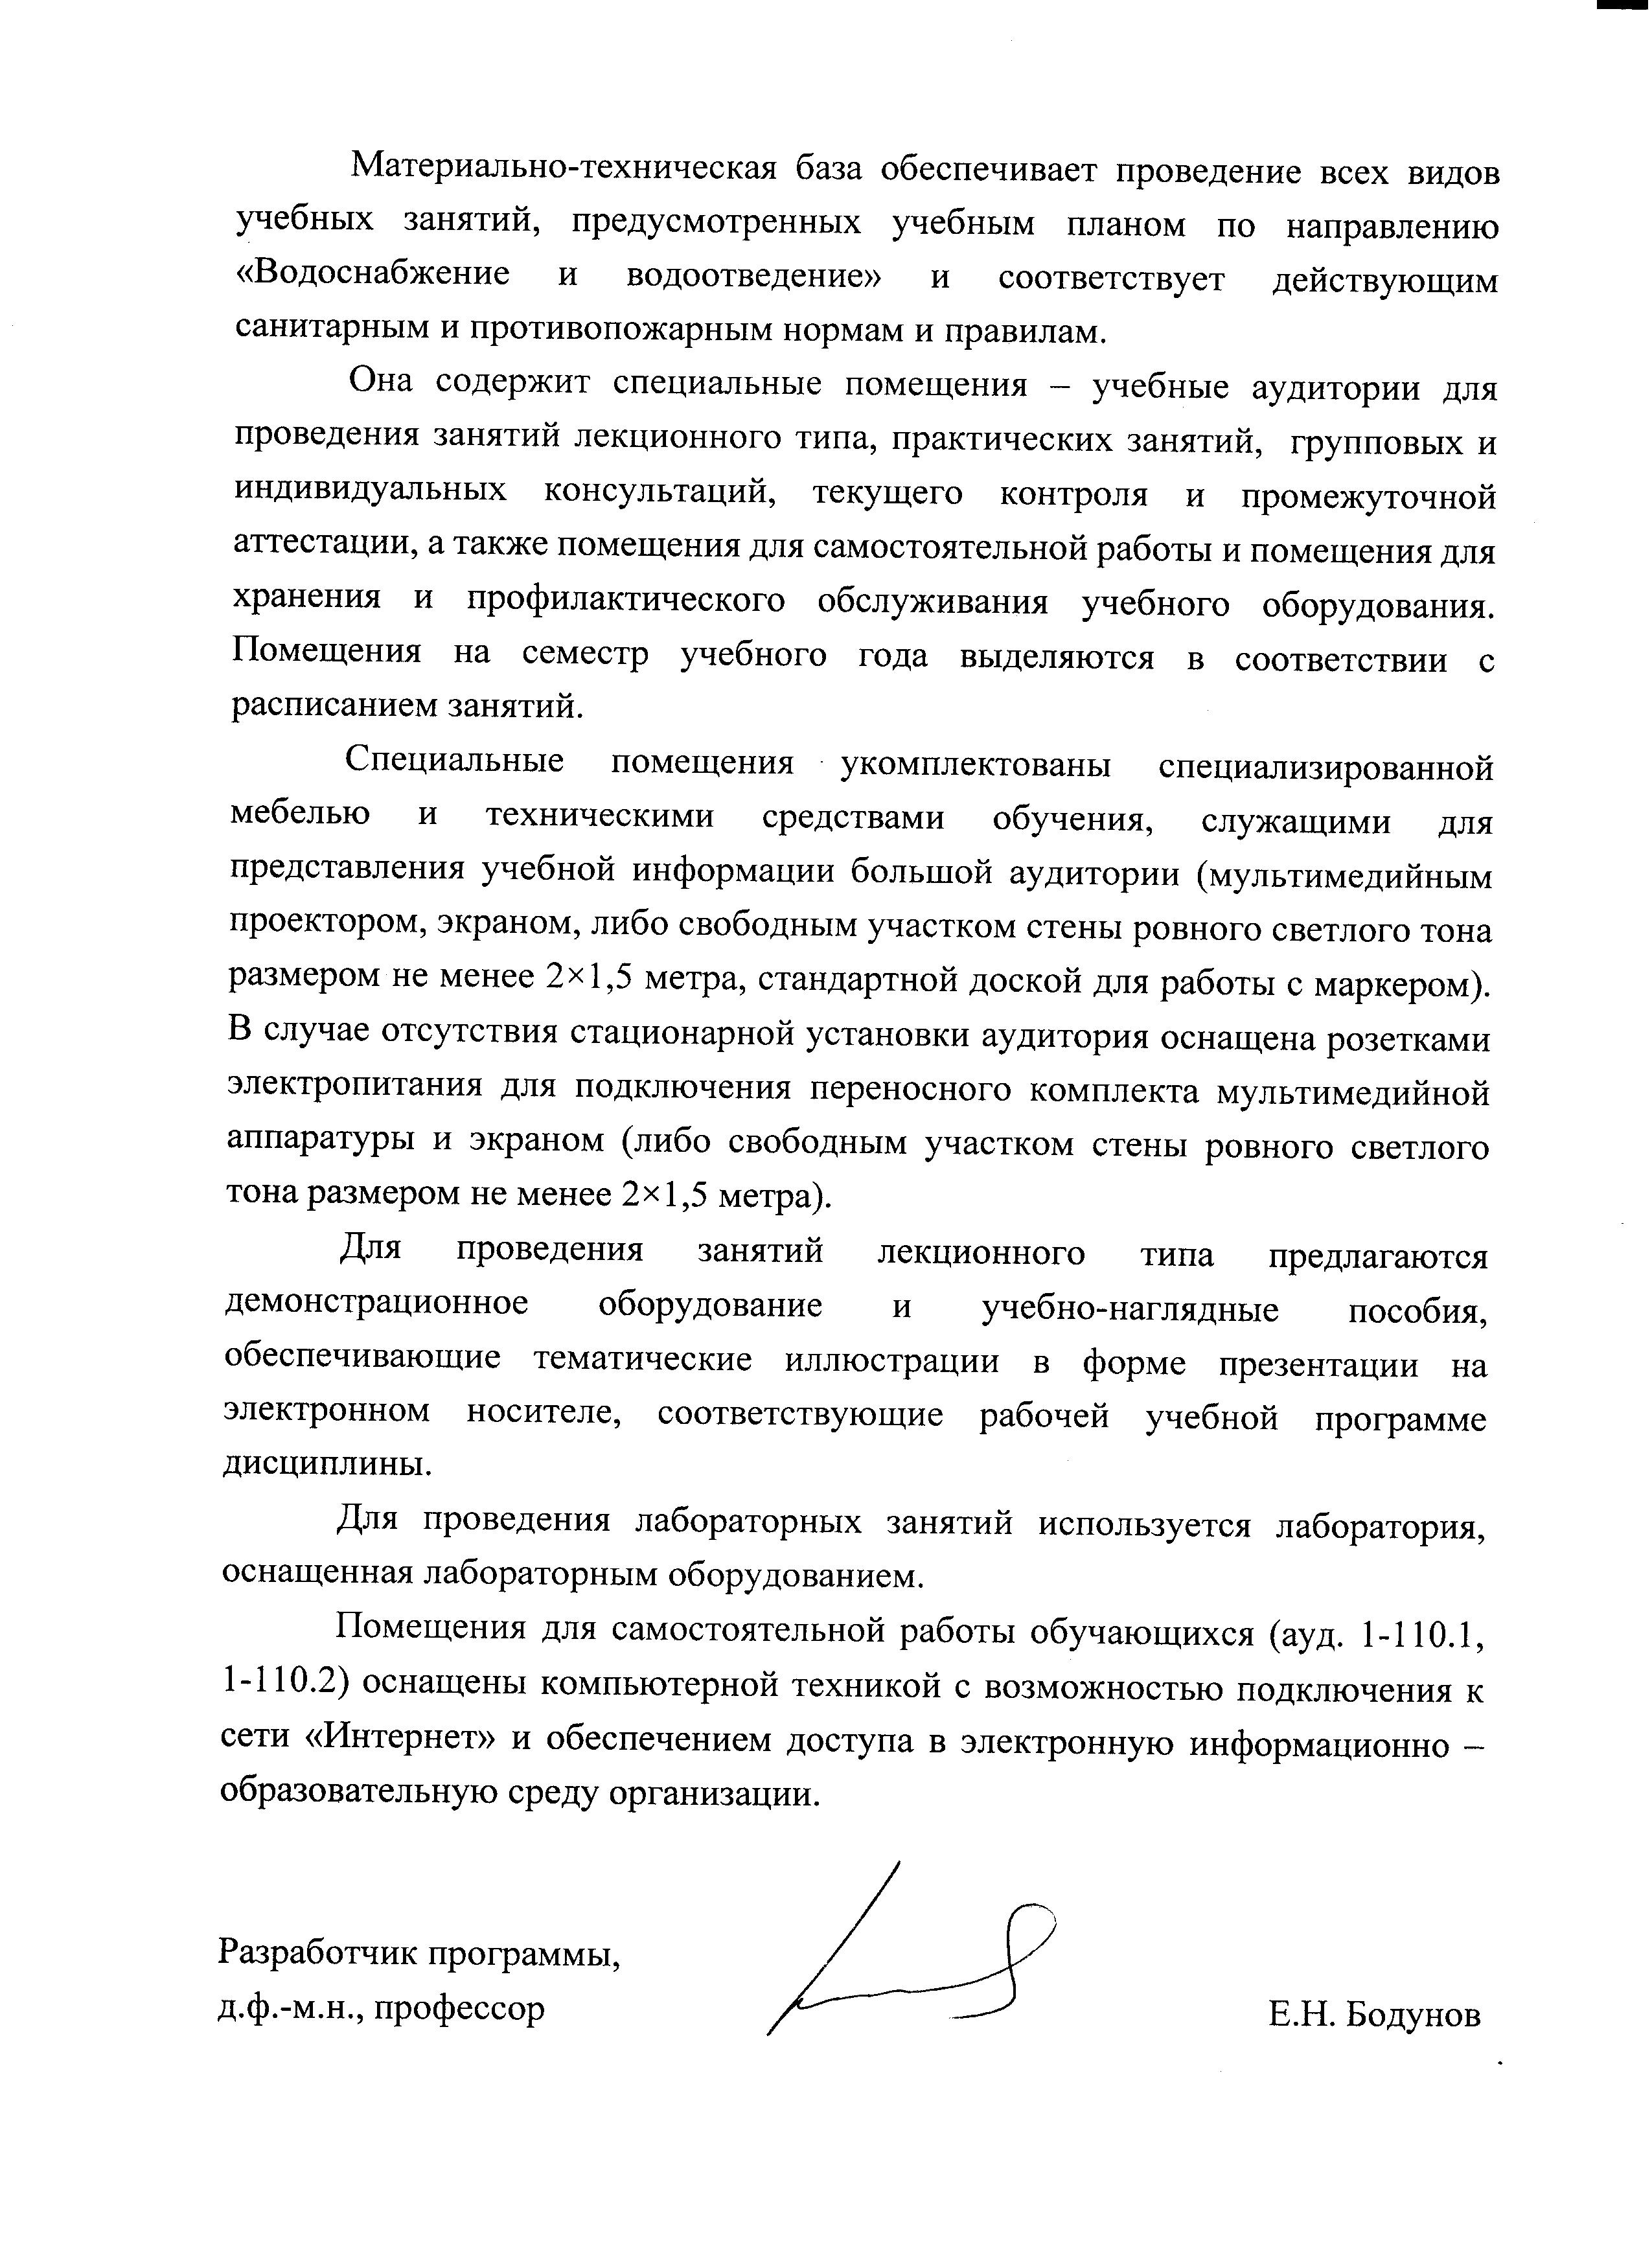 Материально-техническая база обеспечивает проведение всех видов
учебных занятий, предусмотренных учебным планом по направлению
«Водоснабжение и водоотведение» и соответствует действующим
санитарным и противопожарным нормам и правилам.
Она содержит специальные помещения – учебные аудитории для
проведения занятий лекционного типа, практических занятий, групповых и
индивидуальных консультаций, текущего контроля и промежуточной
аттестации, а также помещения для самостоятельной работы и помещения для
хранения и профилактического обслуживания учебного оборудования.
Помещения на семестр учебного года выделяются в соответствии с
расписанием занятий.
Специальные помещения укомплектованы специализированной
мебелью и техническими средствами обучения, служащими для
представления учебной информации большой аудитории (мультимедийным
проектором, экраном, либо свободным участком стены ровного светлого тона
размером не менее 2×1,5 метра, стандартной доской для работы с маркером).
В случае отсутствия стационарной установки аудитория оснащена розетками
электропитания для подключения переносного комплекта мультимедийной
аппаратуры и экраном (либо свободным участком стены ровного светлого
тона размером не менее 2×1,5 метра).
Для проведения занятий лекционного типа предлагаются
демонстрационное оборудование и учебно-наглядные пособия,
обеспечивающие тематические иллюстрации в форме презентации на
электронном носителе, соответствующие рабочей учебной программе
дисциплины.
Для проведения лабораторных занятий используется лаборатория,
оснащенная лабораторным оборудованием.
Помещения для самостоятельной работы обучающихся (ауд. 1-110.1,
1-110.2) оснащены компьютерной техникой с возможностью подключения к
сети «Интернет» и обеспечением доступа в электронную информационно –
образовательную среду организации.
Разработчик программы,
д.ф.-м.н., профессор
Е.Н. Бодунов